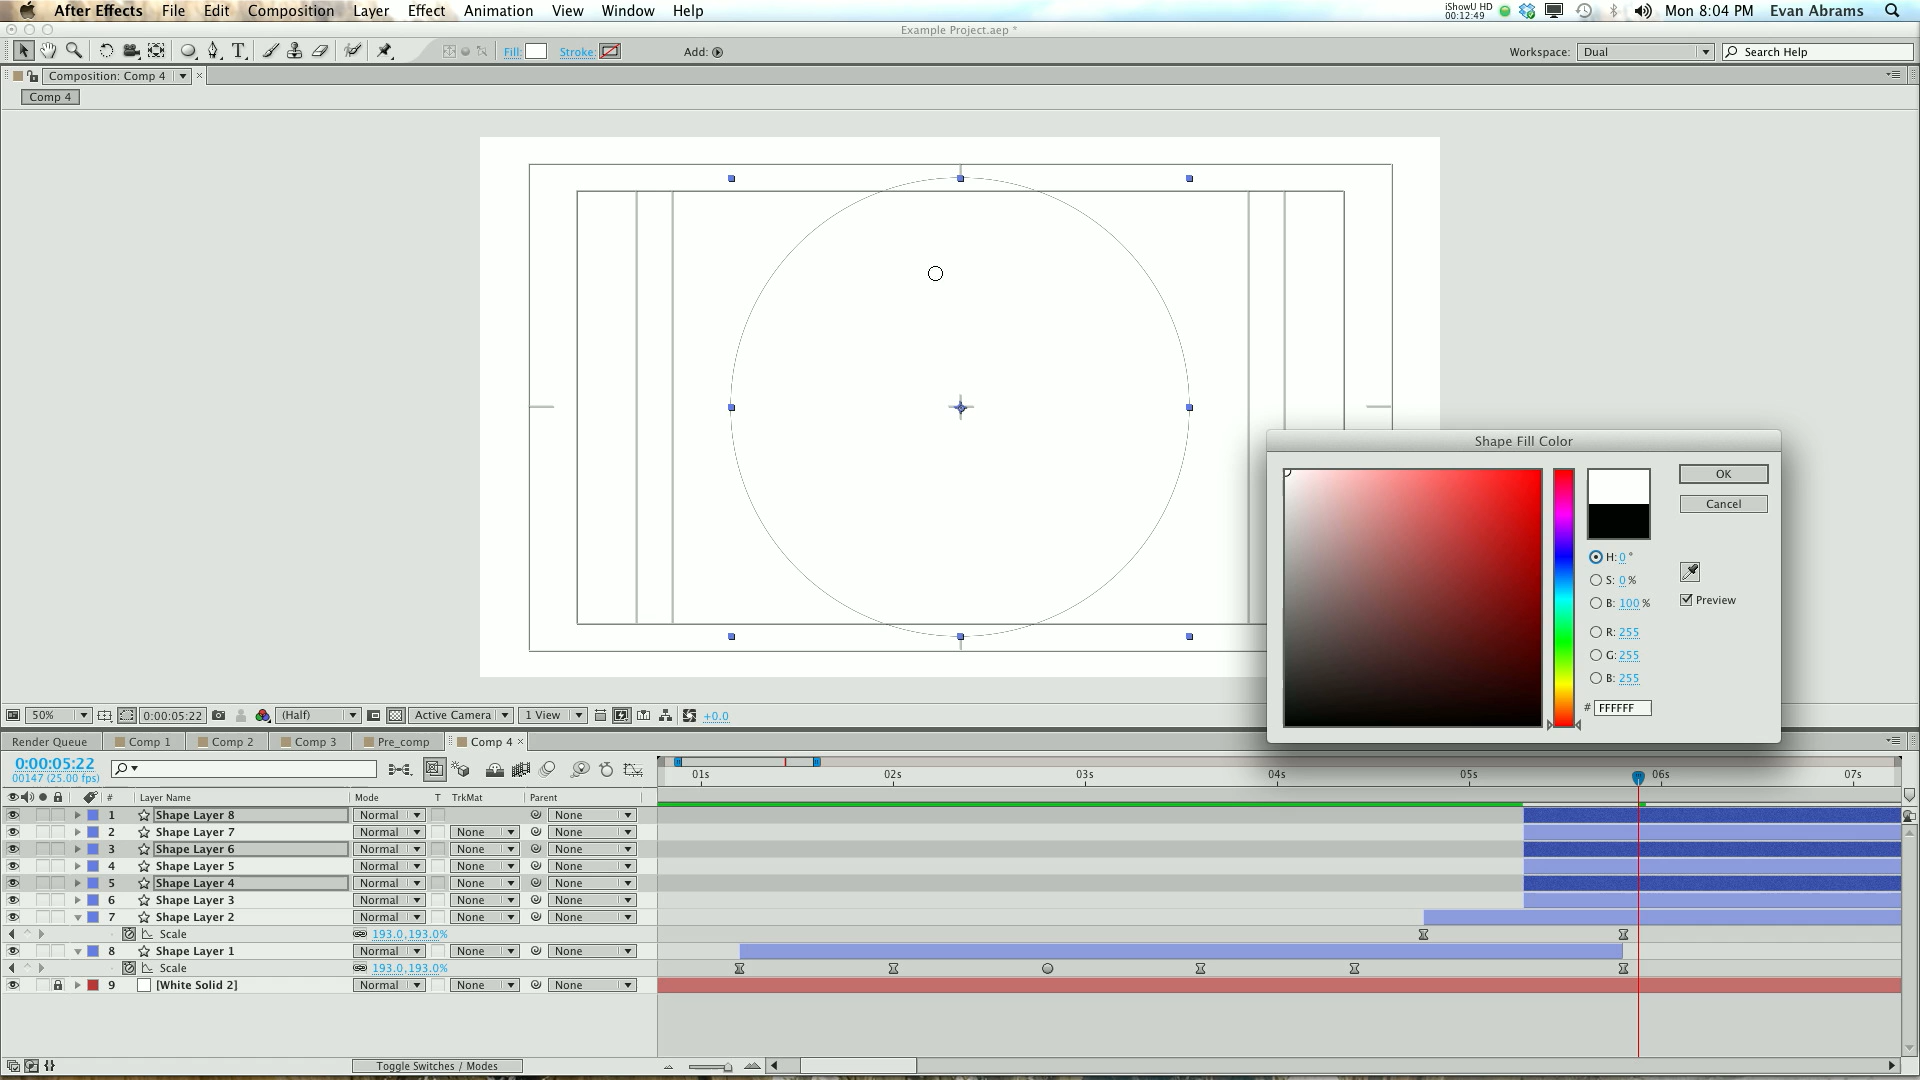 After Effects File Edit Composition Layer Effect Animation View Window Help iShowU HD 00:12:49 Mon 8:04 PM Evan Abrams
Example Project.aep *
Fill: Stroke: Add: Workspace: Dual Search Help
Composition: Comp 4
Comp 4
Shape Fill Color
OK
Cancel
H: 0 °
S: 0 %
B: 100 %
Preview
R: 255
G: 255
B: 255
# FFFFFF
50% 0:00:05:22 (Half) Active Camera 1 View +0.0
Render Queue Comp 1 Comp 2 Comp 3 Pre_comp Comp 4
0:00:05:22
00147 (25.00 fps)
01s 02s 03s 04s 05s 06s 07s
# Layer Name Mode T TrkMat Parent
1 Shape Layer 8 Normal None
2 Shape Layer 7 Normal None None
3 Shape Layer 6 Normal None None
4 Shape Layer 5 Normal None None
5 Shape Layer 4 Normal None None
6 Shape Layer 3 Normal None None
7 Shape Layer 2 Normal None None
Scale 193.0,193.0%
8 Shape Layer 1 Normal None None
Scale 193.0,193.0%
9 [White Solid 2] Normal None None
Toggle Switches / Modes